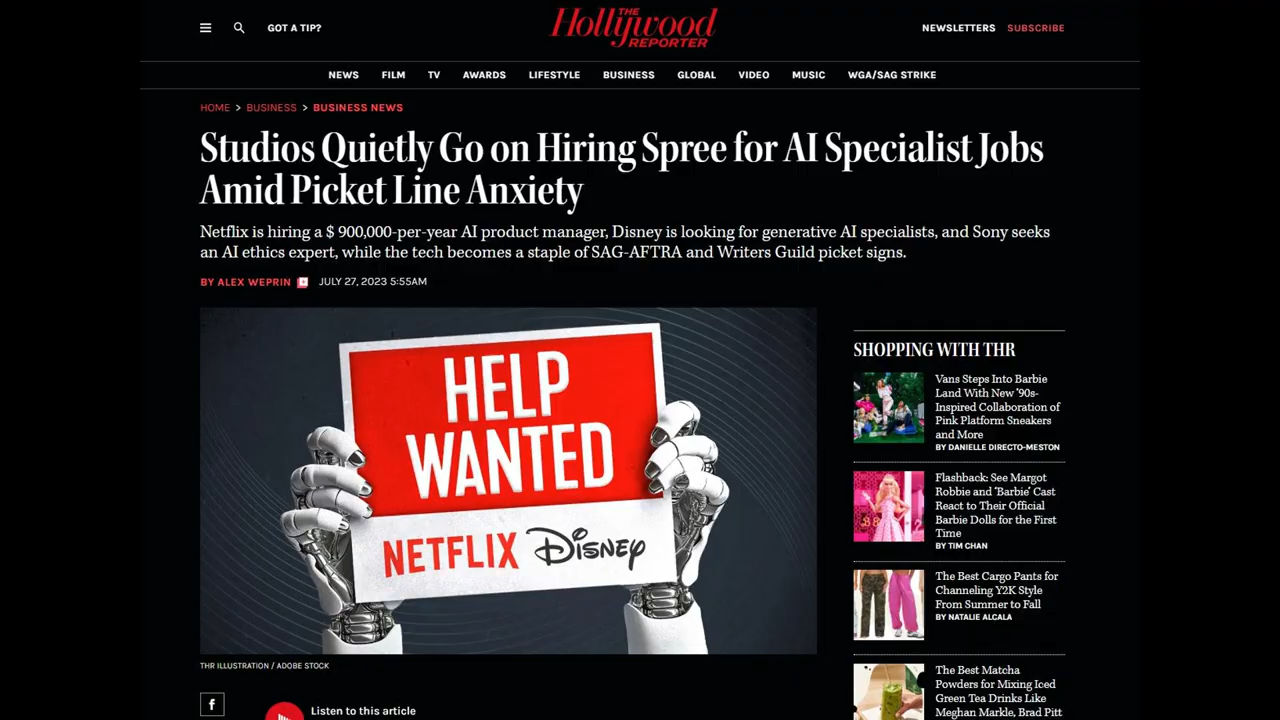 GOT A TIP?
THE
Hollywood
REPORTER
NEWSLETTERS
SUBSCRIBE
NEWS
FILM
TV
AWARDS
LIFESTYLE
BUSINESS
GLOBAL
VIDEO
MUSIC
WGA/SAG STRIKE
HOME > BUSINESS > BUSINESS NEWS
Studios Quietly Go on Hiring Spree for AI Specialist Jobs
Amid Picket Line Anxiety
Netflix is hiring a $ 900,000-per-year AI product manager, Disney is looking for generative AI specialists, and Sony seeks
an AI ethics expert, while the tech becomes a staple of SAG-AFTRA and Writers Guild picket signs.
BY ALEX WEPRIN
JULY 27, 2023 5:55AM
HELP
WANTED
NETFLIX DISNEY
THR ILLUSTRATION / ADOBE STOCK
f
Listen to this article
SHOPPING WITH THR
Vans Steps Into Barbie
Land With New '90s-
Inspired Collaboration of
Pink Platform Sneakers
and More
BY DANIELLE DIRECTO-MESTON
Flashback: See Margot
Robbie and 'Barbie' Cast
React to Their Official
Barbie Dolls for the First
Time
BY TIM CHAN
The Best Cargo Pants for
Channeling Y2K Style
From Summer to Fall
BY NATALIE ALCALA
The Best Matcha
Powders for Mixing Iced
Green Tea Drinks Like
Meghan Markle, Brad Pitt